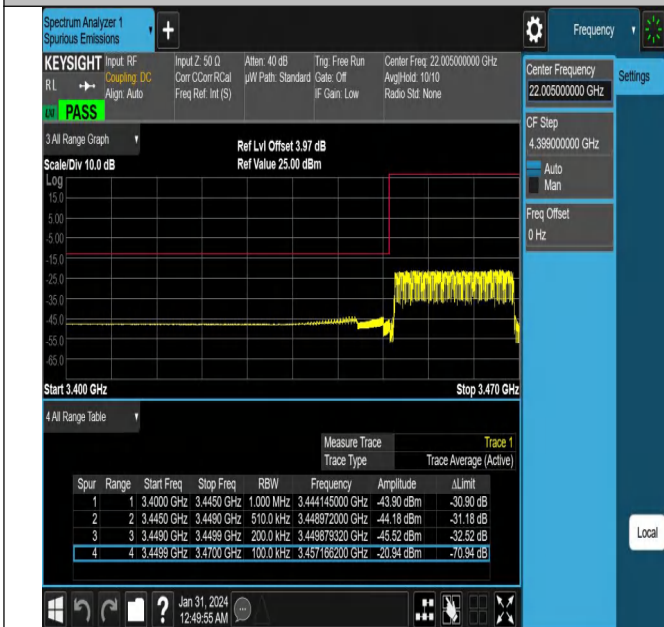 Spectrum Analyzer 1
Spurious Emissions
Frequency
KEYSIGHT
RL
Input: RF
Coupling: DC
Align: Auto
Input Z: 50 Ω
Corr CCorr RCal
Freq Ref: Int (S)
Atten: 40 dB
µW Path: Standard
Trig: Free Run
Gate: Off
IF Gain: Low
Center Freq: 22.005000000 GHz
Avg|Hold: 10/10
Radio Std: None
PASS
3 All Range Graph
Ref Lvl Offset 3.97 dB
Scale/Div 10.0 dB
Ref Value 25.00 dBm
Log
15.0
5.00
-5.00
-15.0
-25.0
-35.0
-45.0
-55.0
-65.0
Start 3.400 GHz
Stop 3.470 GHz
4 All Range Table
Measure Trace Trace 1
Trace Type Trace Average (Active)
Spur Range Start Freq Stop Freq RBW Frequency Amplitude ΔLimit
1 1 3.4000 GHz 3.4450 GHz 1.000 MHz 3.444145000 GHz -43.90 dBm -30.90 dB
2 2 3.4450 GHz 3.4490 GHz 510.0 kHz 3.448972000 GHz -44.18 dBm -31.18 dB
3 3 3.4490 GHz 3.4499 GHz 200.0 kHz 3.449879320 GHz -45.52 dBm -32.52 dB
4 4 3.4499 GHz 3.4700 GHz 100.0 kHz 3.457166200 GHz -20.94 dBm -70.94 dB
Center Frequency
22.005000000 GHz
Settings
CF Step
4.399000000 GHz
Auto
Man
Freq Offset
0 Hz
Local
Jan 31, 2024
12:49:55 AM